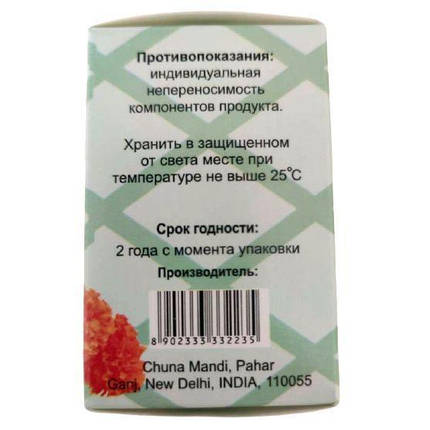 Противопоказания:
индивидуальная
непереносимость
компонентов продукта.
Хранить в защищенном
от света месте при
температуре не выше 25°С
Срок годности:
2 года с момента упаковки
Производитель:
8 902333 332235
Chuna Mandi, Pahar
Ganj, New Delhi, INDIA, 110055